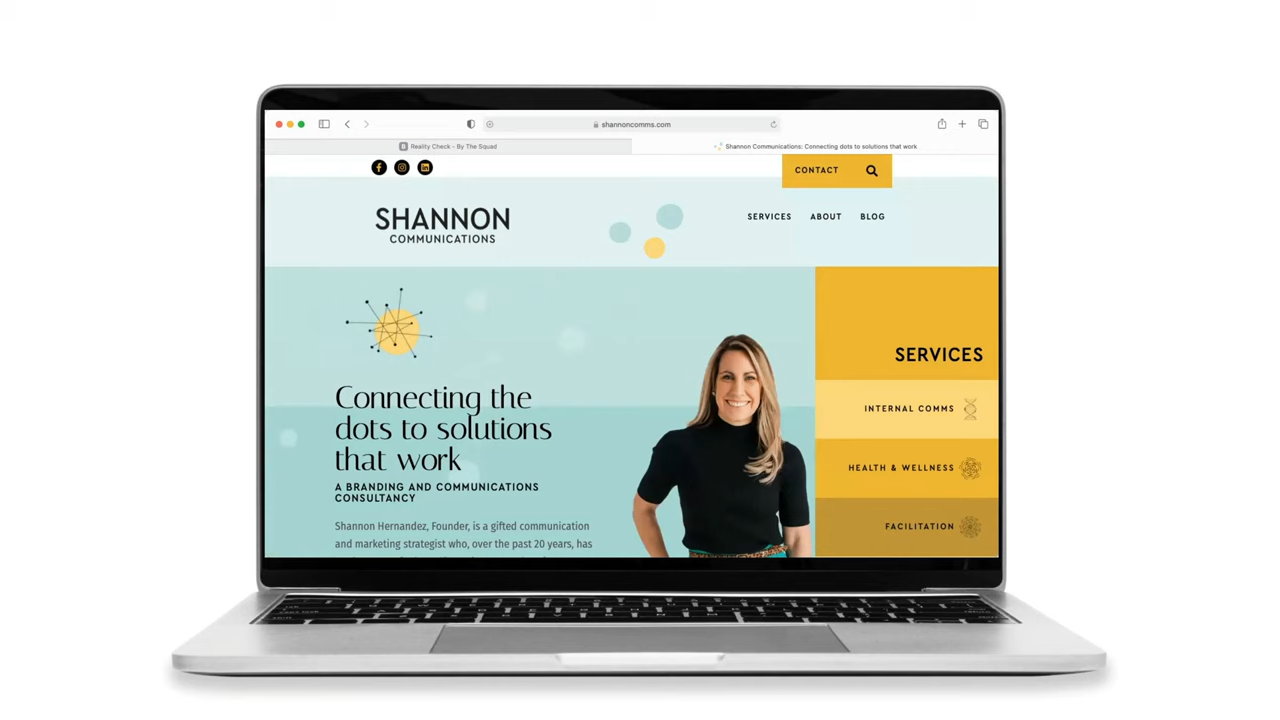 shannoncomms.com
Reality Check - By The Squad
Shannon Communications: Connecting dots to solutions that work
CONTACT
SHANNON
COMMUNICATIONS
SERVICES ABOUT BLOG
Connecting the
dots to solutions
that work
A BRANDING AND COMMUNICATIONS
CONSULTANCY
Shannon Hernandez, Founder, is a gifted communication
and marketing strategist who, over the past 20 years, has
SERVICES
INTERNAL COMMS
HEALTH & WELLNESS
FACILITATION